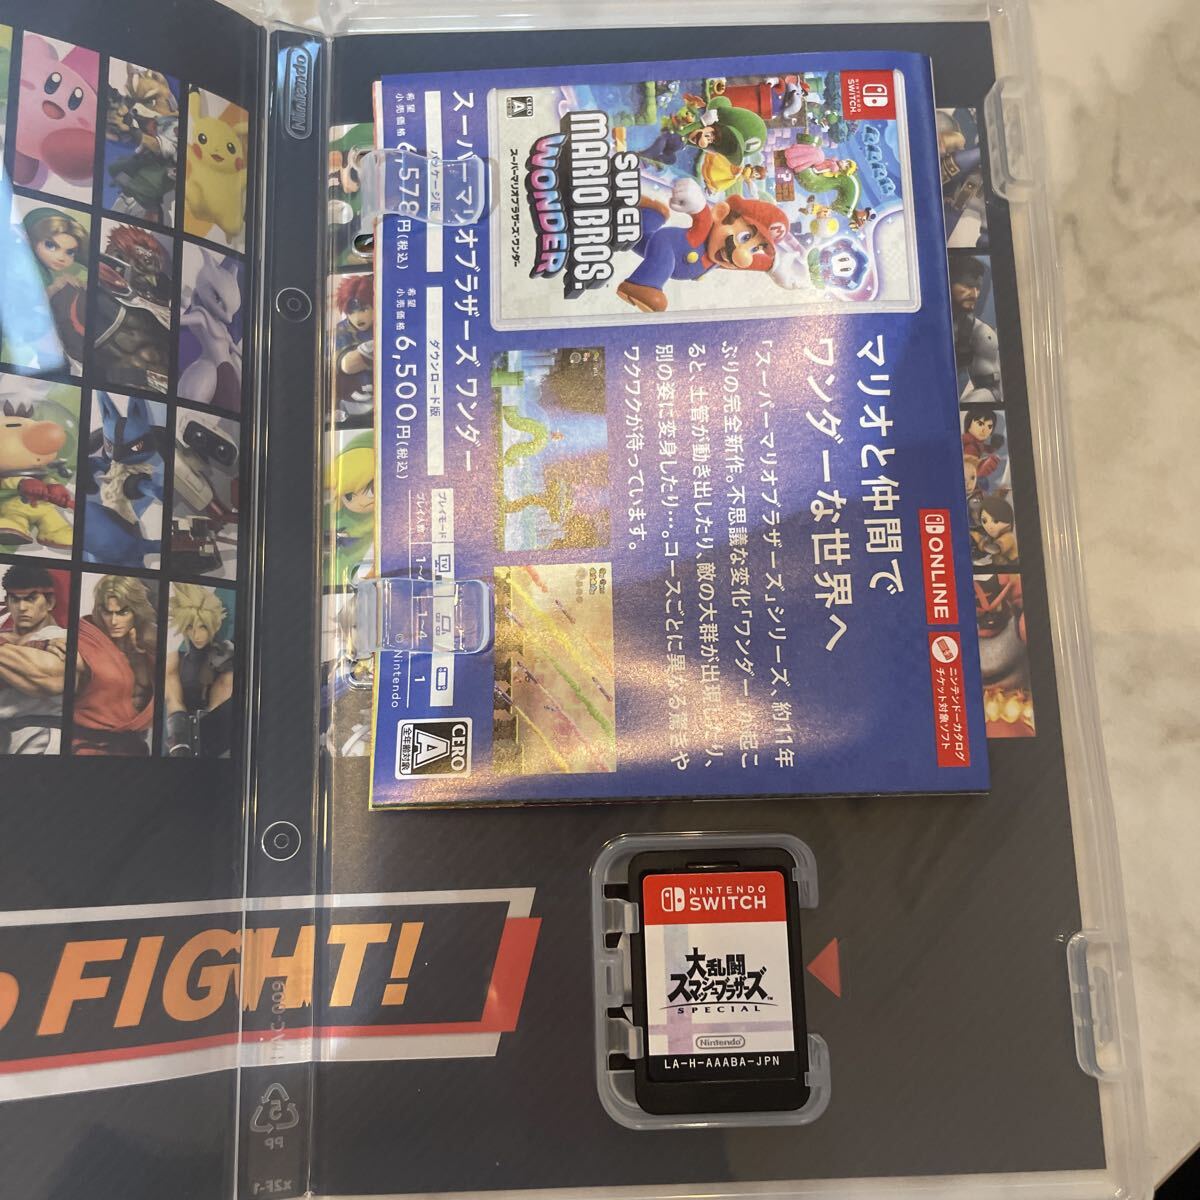 Nintendo
NINTENDO
SWITCH
CERO
A
SUPER
MARIO BROS.
WONDER
スーパーマリオブラザーズ・ワンダー
マリオと仲間で
ワンダーな世界へ
「スーパーマリオブラザーズ」シリーズ、約11年
ぶりの完全新作。不思議な変化「ワンダー」が起こ
ると、土管が動き出したり、敵の大群が出現したり、
別の姿に変身したり…。コースごとに異なる驚きや
ワクワクが待っています。
ONLINE
ニンテンドーカタログ
チケット対象ソフト
スーパーマリオブラザーズ ワンダー
パッケージ版
希望
小売価格 6,578円(税込)
ダウンロード版
希望
小売価格 6,500円(税込)
プレイモード TV
プレイ人数 1~4 1~4 1
© Nintendo
CERO
A
全年齢対象
FIGHT!
HAC-009
5
PP
x2F-1
NINTENDO
SWITCH
大乱闘
スマッシュブラザーズ™
SPECIAL
Nintendo
LA-H-AAABA-JPN